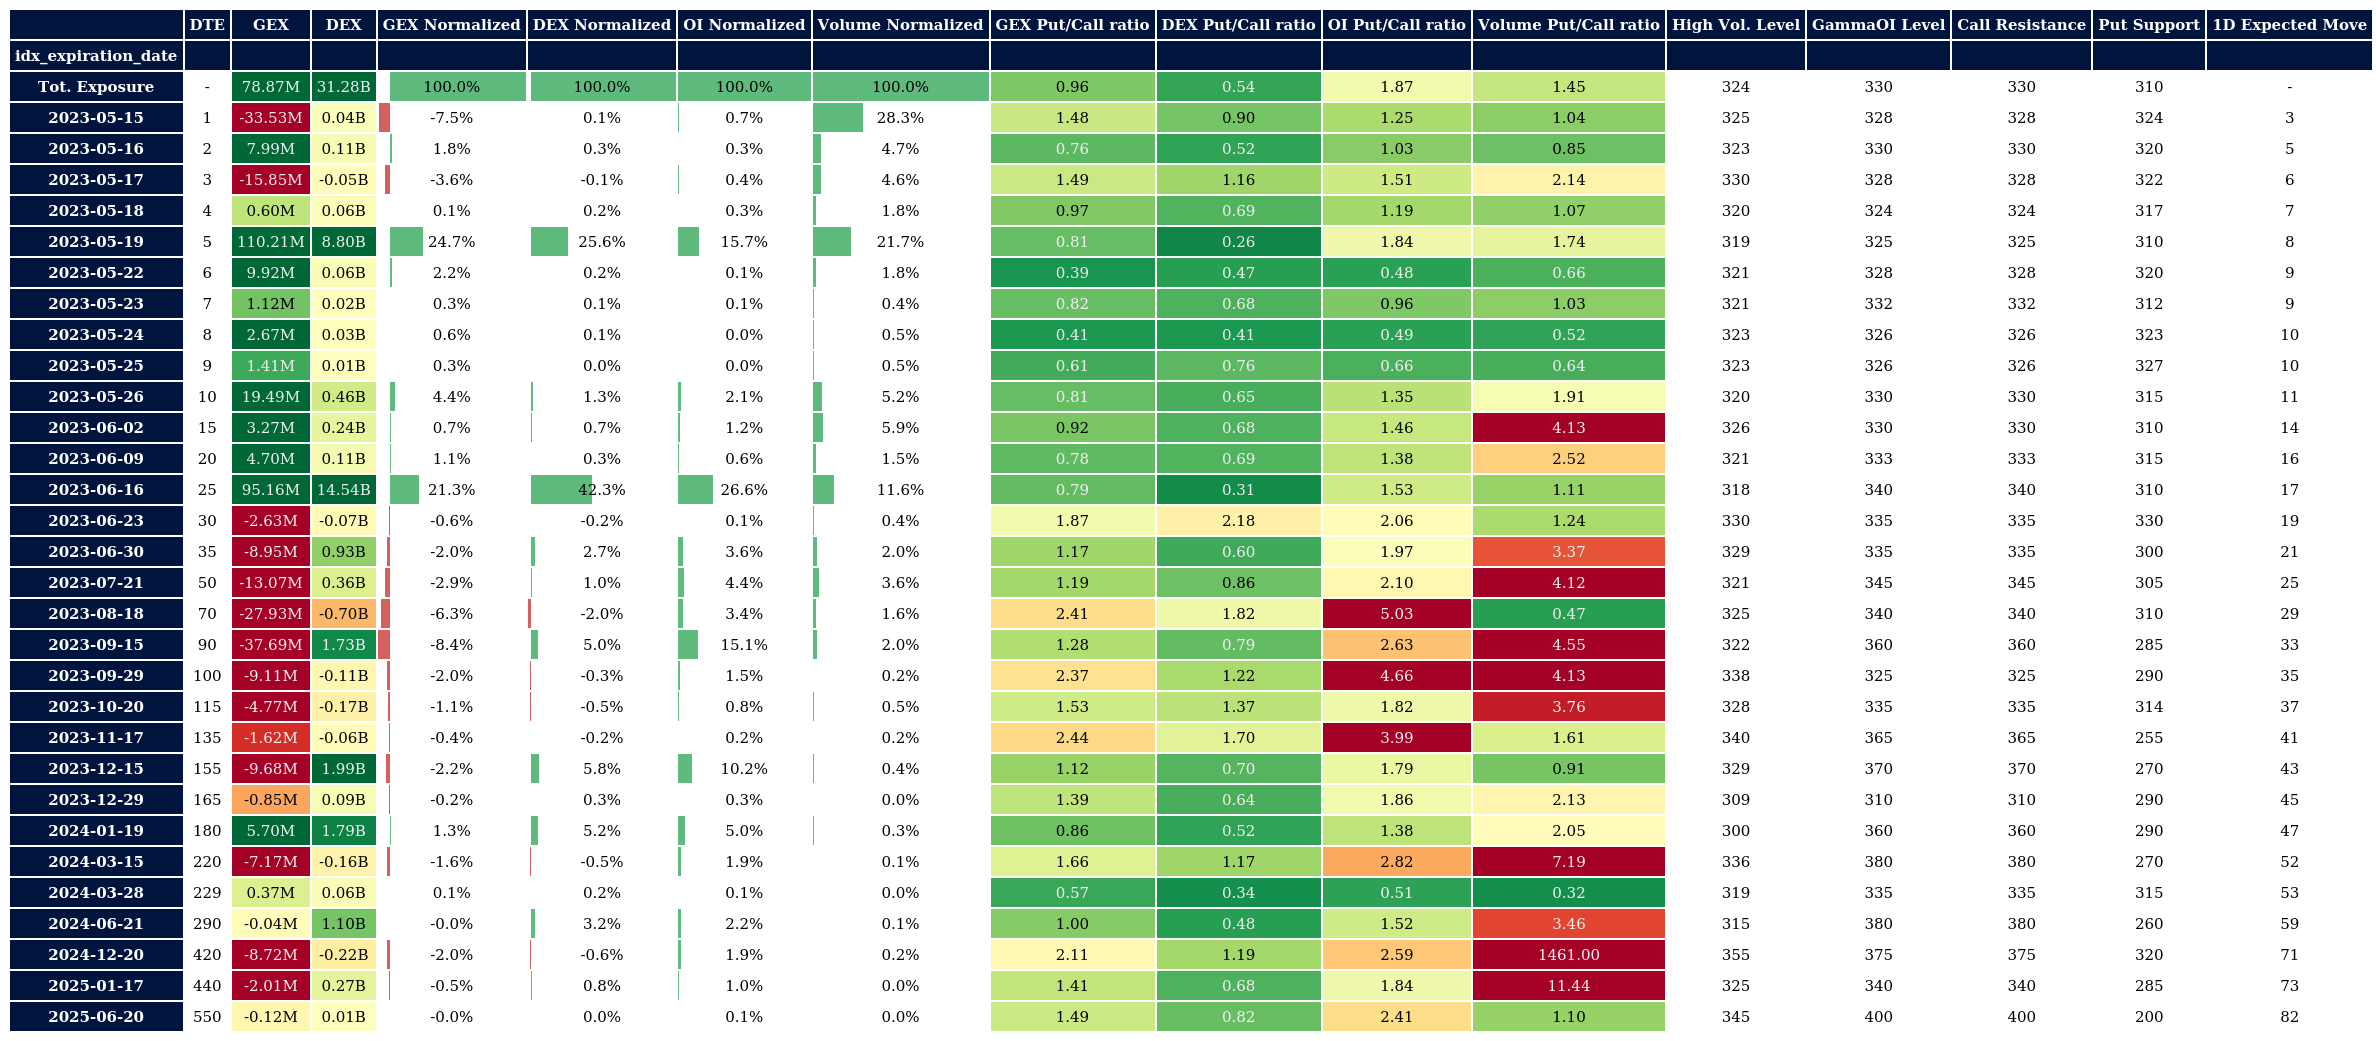 DTE GEX DEX GEX Normalized DEX Normalized OI Normalized Volume Normalized GEX Put/Call ratio DEX Put/Call ratio OI Put/Call ratio Volume Put/Call ratio High Vol. Level GammaOI Level Call Resistance Put Support 1D Expected Move
idx_expiration_date
Tot. Exposure - 78.87M 31.28B 100.0% 100.0% 100.0% 100.0% 0.96 0.54 1.87 1.45 324 330 330 310 -
2023-05-15 1 -33.53M 0.04B -7.5% 0.1% 0.7% 28.3% 1.48 0.90 1.25 1.04 325 328 328 324 3
2023-05-16 2 7.99M 0.11B 1.8% 0.3% 0.3% 4.7% 0.76 0.52 1.03 0.85 323 330 330 320 5
2023-05-17 3 -15.85M -0.05B -3.6% -0.1% 0.4% 4.6% 1.49 1.16 1.51 2.14 330 328 328 322 6
2023-05-18 4 0.60M 0.06B 0.1% 0.2% 0.3% 1.8% 0.97 0.69 1.19 1.07 320 324 324 317 7
2023-05-19 5 110.21M 8.80B 24.7% 25.6% 15.7% 21.7% 0.81 0.26 1.84 1.74 319 325 325 310 8
2023-05-22 6 9.92M 0.06B 2.2% 0.2% 0.1% 1.8% 0.39 0.47 0.48 0.66 321 328 328 320 9
2023-05-23 7 1.12M 0.02B 0.3% 0.1% 0.1% 0.4% 0.82 0.68 0.96 1.03 321 332 332 312 9
2023-05-24 8 2.67M 0.03B 0.6% 0.1% 0.0% 0.5% 0.41 0.41 0.49 0.52 323 326 326 323 10
2023-05-25 9 1.41M 0.01B 0.3% 0.0% 0.0% 0.5% 0.61 0.76 0.66 0.64 323 326 326 327 10
2023-05-26 10 19.49M 0.46B 4.4% 1.3% 2.1% 5.2% 0.81 0.65 1.35 1.91 320 330 330 315 11
2023-06-02 15 3.27M 0.24B 0.7% 0.7% 1.2% 5.9% 0.92 0.68 1.46 4.13 326 330 330 310 14
2023-06-09 20 4.70M 0.11B 1.1% 0.3% 0.6% 1.5% 0.78 0.69 1.38 2.52 321 333 333 315 16
2023-06-16 25 95.16M 14.54B 21.3% 42.3% 26.6% 11.6% 0.79 0.31 1.53 1.11 318 340 340 310 17
2023-06-23 30 -2.63M -0.07B -0.6% -0.2% 0.1% 0.4% 1.87 2.18 2.06 1.24 330 335 335 330 19
2023-06-30 35 -8.95M 0.93B -2.0% 2.7% 3.6% 2.0% 1.17 0.60 1.97 3.37 329 335 335 300 21
2023-07-21 50 -13.07M 0.36B -2.9% 1.0% 4.4% 3.6% 1.19 0.86 2.10 4.12 321 345 345 305 25
2023-08-18 70 -27.93M -0.70B -6.3% -2.0% 3.4% 1.6% 2.41 1.82 5.03 0.47 325 340 340 310 29
2023-09-15 90 -37.69M 1.73B -8.4% 5.0% 15.1% 2.0% 1.28 0.79 2.63 4.55 322 360 360 285 33
2023-09-29 100 -9.11M -0.11B -2.0% -0.3% 1.5% 0.2% 2.37 1.22 4.66 4.13 338 325 325 290 35
2023-10-20 115 -4.77M -0.17B -1.1% -0.5% 0.8% 0.5% 1.53 1.37 1.82 3.76 328 335 335 314 37
2023-11-17 135 -1.62M -0.06B -0.4% -0.2% 0.2% 0.2% 2.44 1.70 3.99 1.61 340 365 365 255 41
2023-12-15 155 -9.68M 1.99B -2.2% 5.8% 10.2% 0.4% 1.12 0.70 1.79 0.91 329 370 370 270 43
2023-12-29 165 -0.85M 0.09B -0.2% 0.3% 0.3% 0.0% 1.39 0.64 1.86 2.13 309 310 310 290 45
2024-01-19 180 5.70M 1.79B 1.3% 5.2% 5.0% 0.3% 0.86 0.52 1.38 2.05 300 360 360 290 47
2024-03-15 220 -7.17M -0.16B -1.6% -0.5% 1.9% 0.1% 1.66 1.17 2.82 7.19 336 380 380 270 52
2024-03-28 229 0.37M 0.06B 0.1% 0.2% 0.1% 0.0% 0.57 0.34 0.51 0.32 319 335 335 315 53
2024-06-21 290 -0.04M 1.10B -0.0% 3.2% 2.2% 0.1% 1.00 0.48 1.52 3.46 315 380 380 260 59
2024-12-20 420 -8.72M -0.22B -2.0% -0.6% 1.9% 0.2% 2.11 1.19 2.59 1461.00 355 375 375 320 71
2025-01-17 440 -2.01M 0.27B -0.5% 0.8% 1.0% 0.0% 1.41 0.68 1.84 11.44 325 340 340 285 73
2025-06-20 550 -0.12M 0.01B -0.0% 0.0% 0.1% 0.0% 1.49 0.82 2.41 1.10 345 400 400 200 82